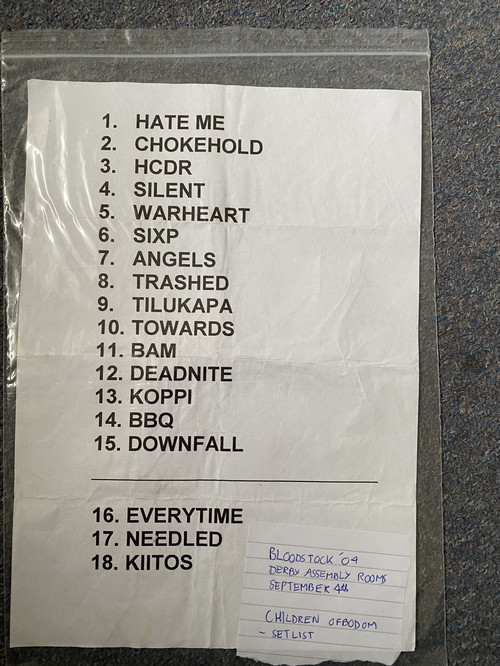 1. HATE ME
2. CHOKEHOLD
3. HCDR
4. SILENT
5. WARHEART
6. SIXP
7. ANGELS
8. TRASHED
9. TILUKAPA
10. TOWARDS
11. BAM
12. DEADNITE
13. KOPPI
14. BBQ
15. DOWNFALL
16. EVERYTIME
17. NEEDLED
18. KIITOS
BLOODSTOCK '04
DERBY ASSEMBLY ROOMS
SEPTEMBER 4th
CHILDREN OFBODOM
- SETLIST